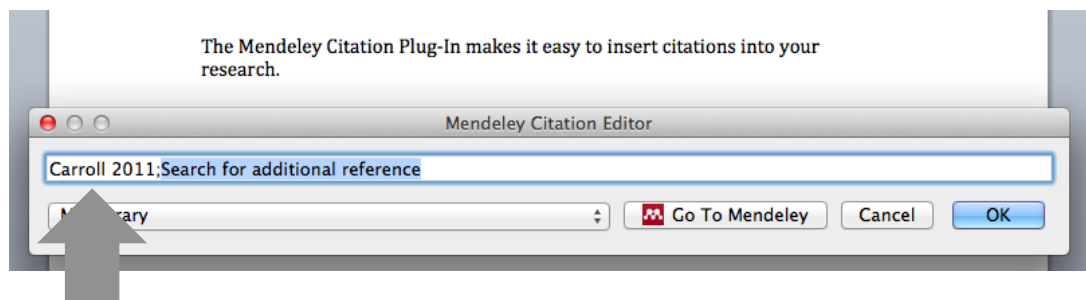 The Mendeley Citation Plug-In makes it easy to insert citations into your
research.
Mendeley Citation Editor
Carroll 2011;Search for additional reference
Go To Mendeley Cancel OK